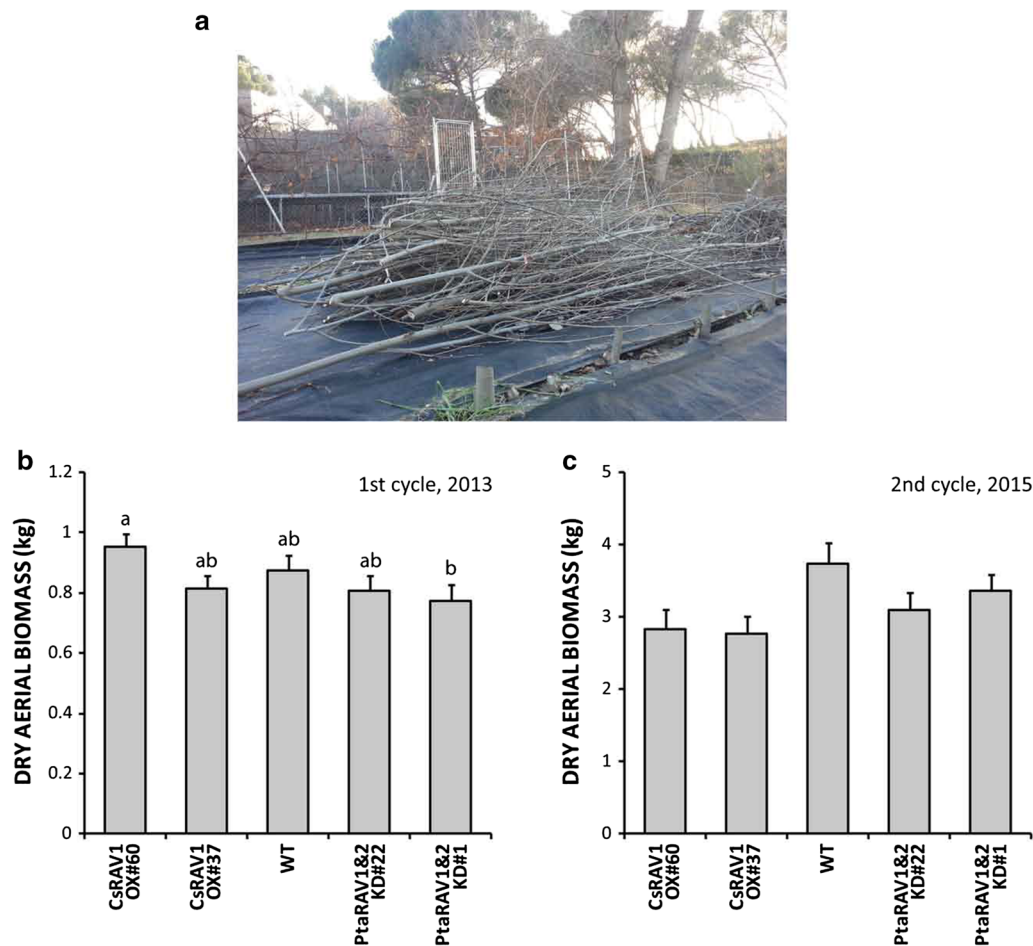 a
b
1st cycle, 2013
DRY AERIAL BIOMASS (kg)
1.2
1
0.8
0.6
0.4
0.2
0
a
ab
ab
ab
b
CsRAV1
OX#60
CsRAV1
OX#37
WT
PtaRAV1&2
KD#22
PtaRAV1&2
KD#1
c
2nd cycle, 2015
DRY AERIAL BIOMASS (kg)
5
4
3
2
1
0
CsRAV1
OX#60
CsRAV1
OX#37
WT
PtaRAV1&2
KD#22
PtaRAV1&2
KD#1